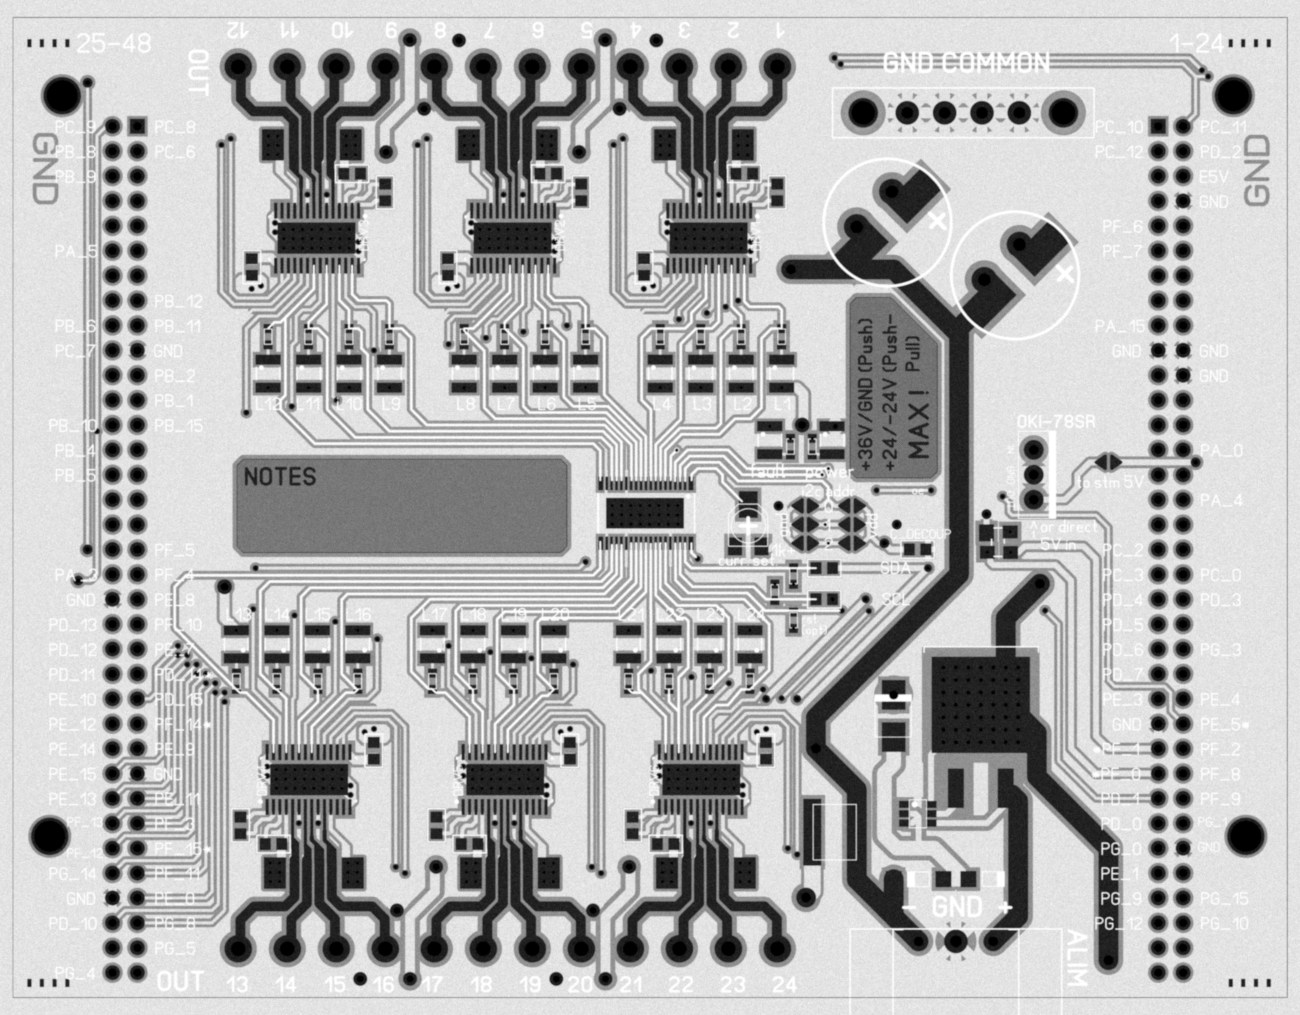 12 11 10 9 8 7 6 5 4 3 2 1
25-48
OUT
1-24
GND COMMON
GND
GND
PC_9 PC_8
PB_8 PC_6
PB_9
PA_5
PB_12
PB_6 PB_11
PC_7 GND
PB_2
PB_1
PB_10 PB_15
PB_4
PB_5
PF_5
PF_4
GND PE_8
PD_13 PF_10
PD_12
PD_11
PE_10 PD_15
PE_12 PF_14
PE_14 PE_9
PE_15 GND
PE_13 PB_11
PF_15
PG_14 PF_11
GND PE_0
PD_10 PG_8
PG_5
PG_4
PC_10 PC_11
PC_12 PD_2
E5V
GND
PF_6
PF_7
PA_15
GND GND
GND
PA_0
PA_4
PC_2
PC_3 PC_0
PD_4 PD_3
PD_5
PD_6 PG_3
PD_7
PE_3 PE_4
GND PE_5*
PF_1 PF_2
PF_0 PF_8
PD_1 PF_9
PD_0 PG_1
PG_0 GND
PE_1
PG_9 PG_15
PG_12 PG_10
L12 L11 L10 L9 L8 L7 L6 L5 L4 L3 L2 L1
+36V/GND (Push)
+24/-24V (Push-
Pull)
MAX !
OKI-78SR
to stm 5V
^or direct
5V in
NOTES
fault power
i2c addr
curr set
DECOUP
SDA
SCL
L13 L14 L15 L16 L17 L18 L19 L20 L21 L22 L23 L24
- GND +
ALIM
OUT 13 14 15 16 17 18 19 20 21 22 23 24